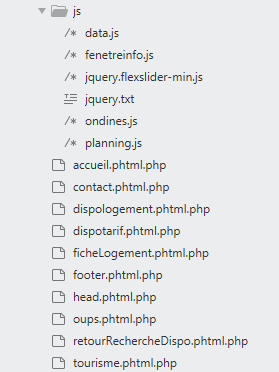 js
data.js
fenetreinfo.js
jquery.flexslider-min.js
jquery.txt
ondines.js
planning.js
accueil.phtml.php
contact.phtml.php
dispologement.phtml.php
dispotarif.phtml.php
ficheLogement.phtml.php
footer.phtml.php
head.phtml.php
oups.phtml.php
retourRechercheDispo.phtml.php
tourisme.phtml.php